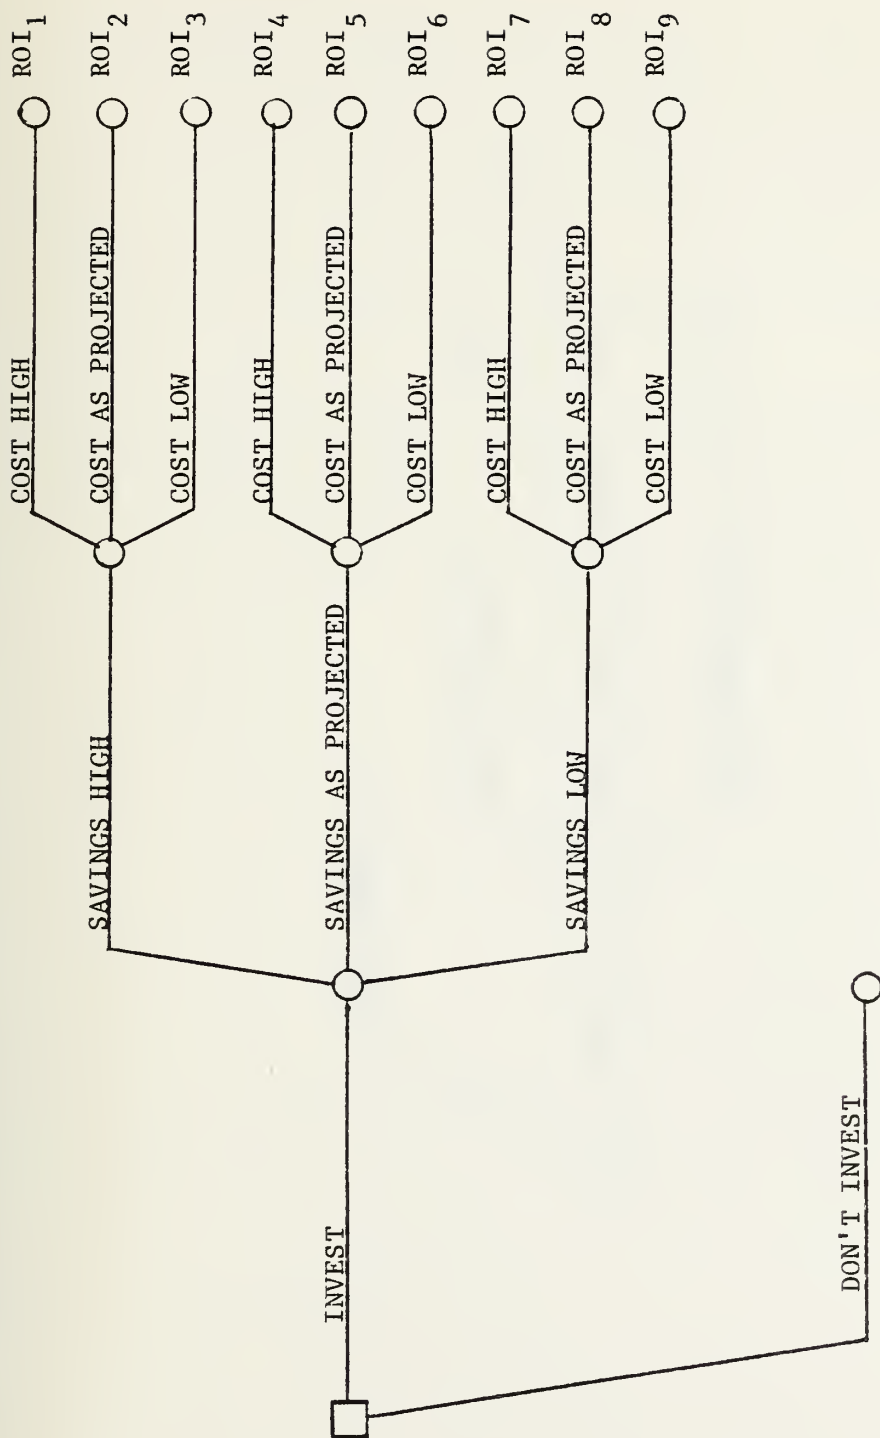 COST HIGH ROI1
SAVINGS HIGH COST AS PROJECTED ROI2
COST LOW ROI3
COST HIGH ROI4
INVEST SAVINGS AS PROJECTED COST AS PROJECTED ROI5
COST LOW ROI6
COST HIGH ROI7
SAVINGS LOW COST AS PROJECTED ROI8
COST LOW ROI9
DON'T INVEST